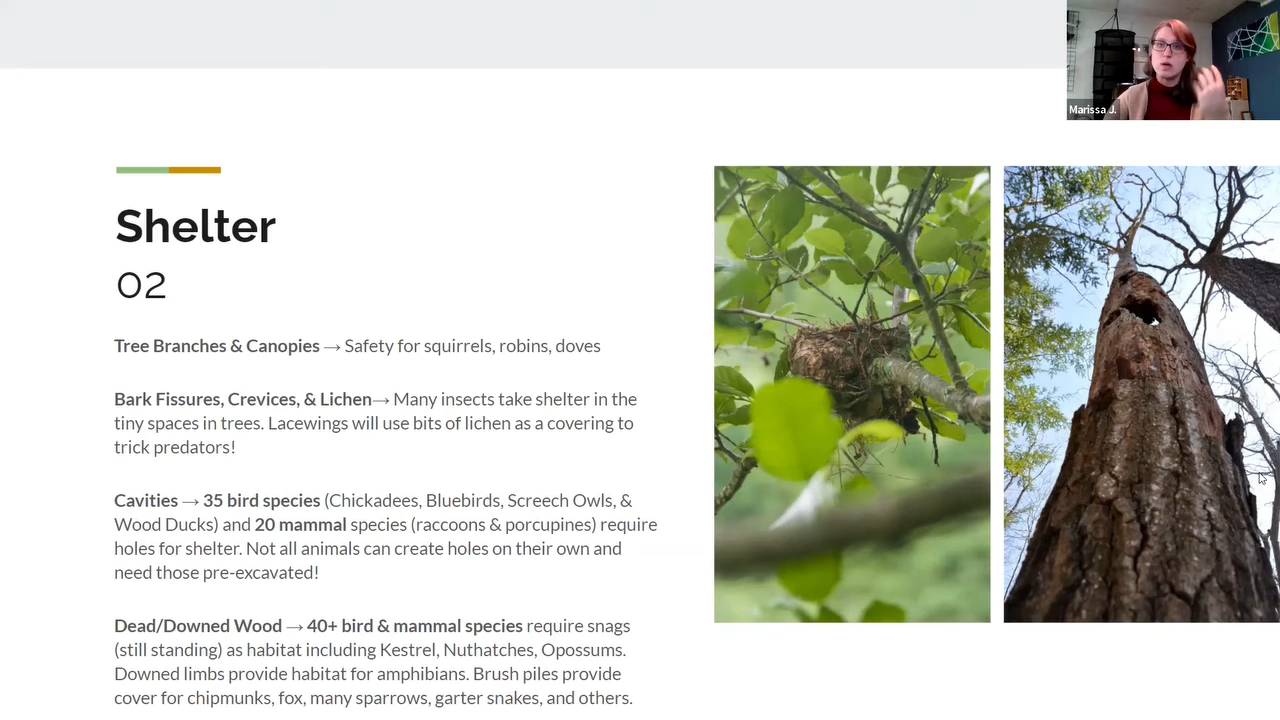 Marissa J.
Shelter
02
Tree Branches & Canopies → Safety for squirrels, robins, doves
Bark Fissures, Crevices, & Lichen→ Many insects take shelter in the
tiny spaces in trees. Lacewings will use bits of lichen as a covering to
trick predators!
Cavities → 35 bird species (Chickadees, Bluebirds, Screech Owls, &
Wood Ducks) and 20 mammal species (raccoons & porcupines) require
holes for shelter. Not all animals can create holes on their own and
need those pre-excavated!
Dead/Downed Wood → 40+ bird & mammal species require snags
(still standing) as habitat including Kestrel, Nuthatches, Opossums.
Downed limbs provide habitat for amphibians. Brush piles provide
cover for chipmunks, fox, many sparrows, garter snakes, and others.